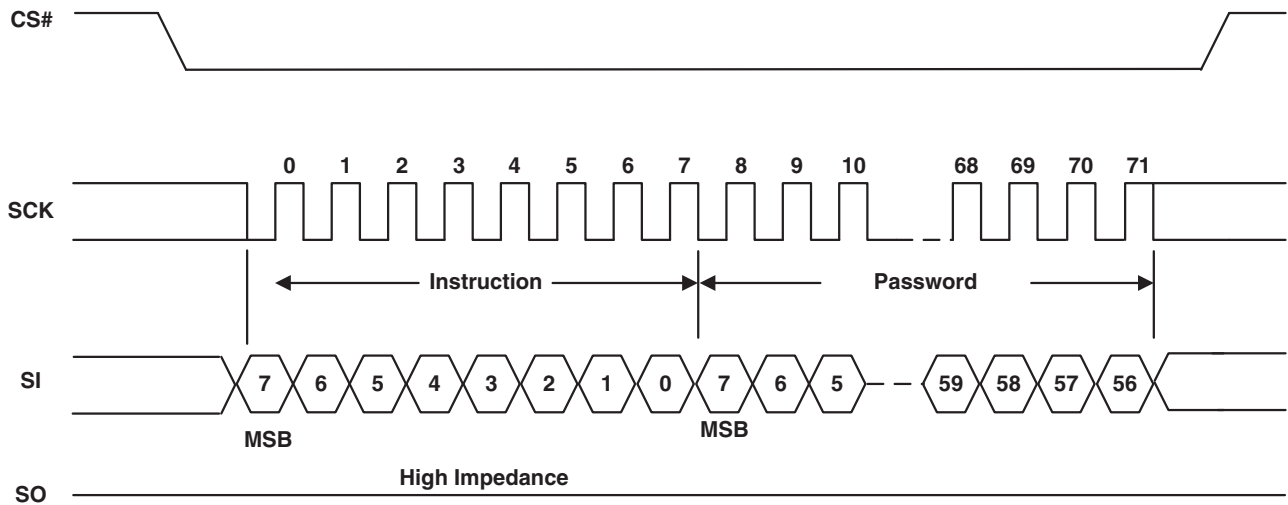 CS#
0 1 2 3 4 5 6 7 8 9 10 68 69 70 71
SCK
Instruction Password
SI 7 6 5 4 3 2 1 0 7 6 5 59 58 57 56
MSB MSB
High Impedance
SO